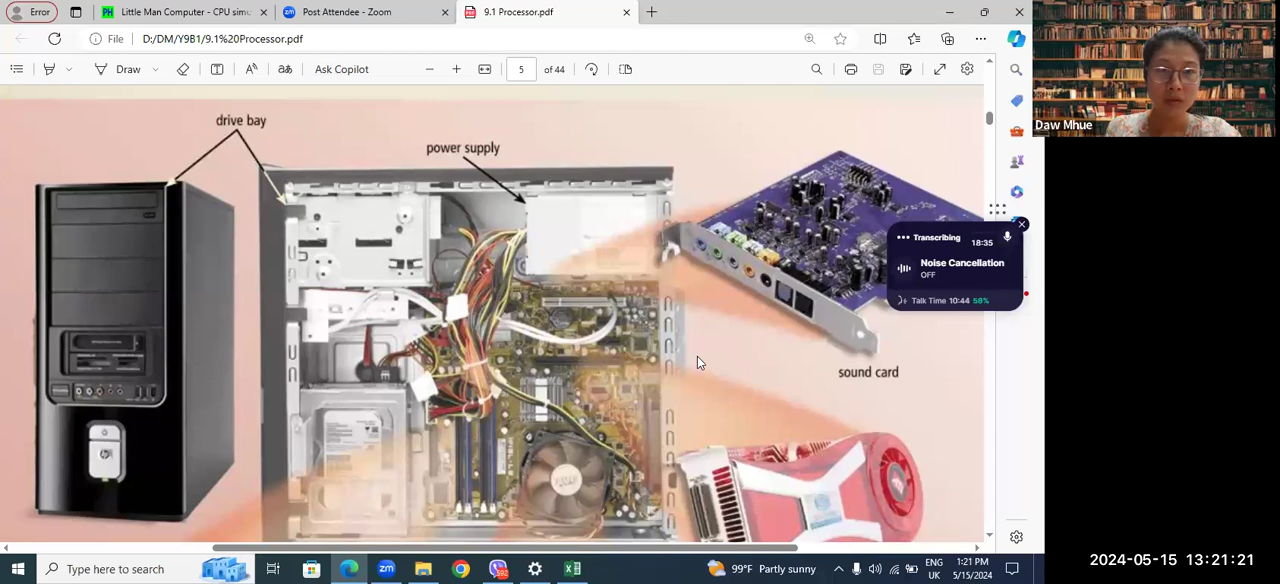 Error
Little Man Computer - CPU simu
Post Attendee - Zoom
9.1 Processor.pdf
File
D:/DM/Y9B1/9.1%20Processor.pdf
Draw
Ask Copilot
5
of 44
drive bay
power supply
sound card
Daw Mhue
Transcribing
18:35
Noise Cancellation
OFF
Talk Time 10:44 58%
Type here to search
99°F Partly sunny
ENG
UK
1:21 PM
5/15/2024
2024-05-15 13:21:21